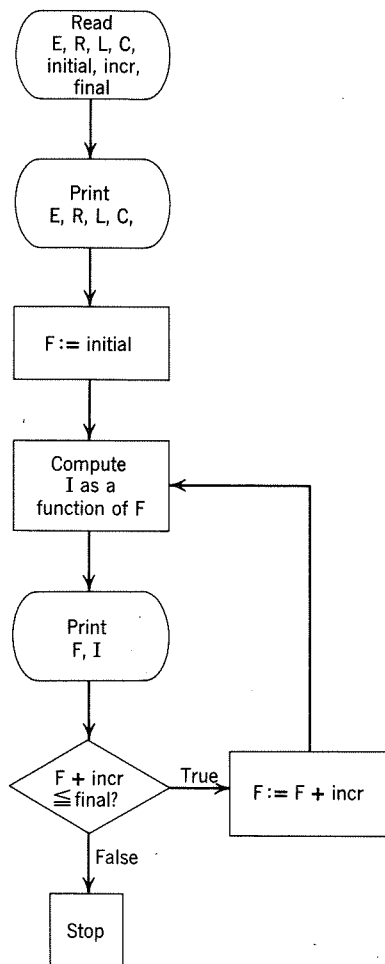 Read
E, R, L, C,
initial, incr,
final
Print
E, R, L, C,
F := initial
Compute
I as a
function of F
Print
F, I
F + incr
≦ final?
True
F := F + incr
False
Stop